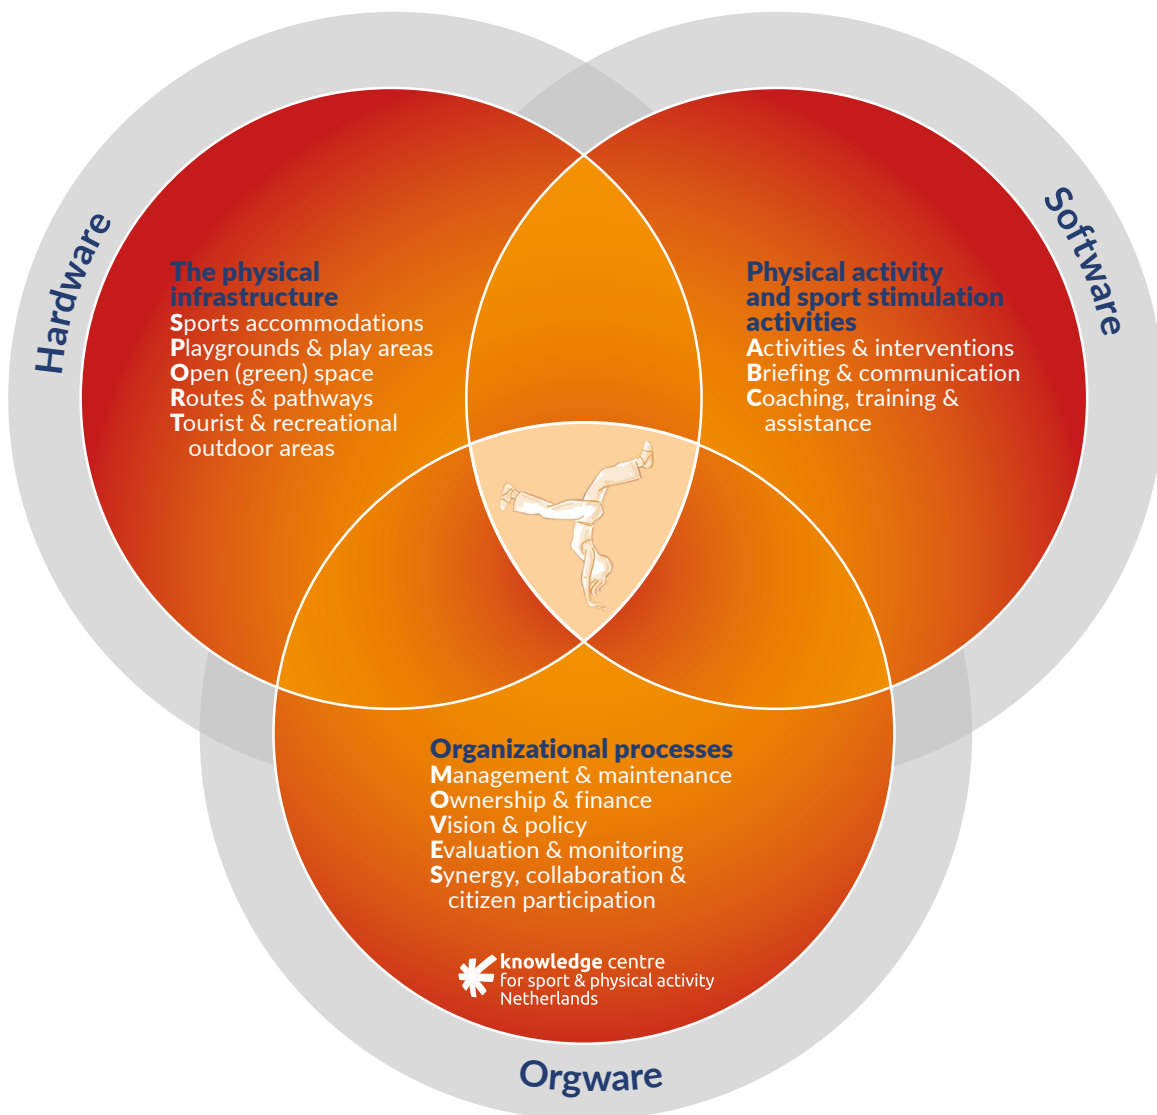 Hardware
The physical
infrastructure
Sports accommodations
Playgrounds & play areas
Open (green) space
Routes & pathways
Tourist & recreational
outdoor areas
Software
Physical activity
and sport stimulation
activities
Activities & interventions
Briefing & communication
Coaching, training &
assistance
Organizational processes
Management & maintenance
Ownership & finance
Vision & policy
Evaluation & monitoring
Synergy, collaboration &
citizen participation
knowledge centre
for sport & physical activity
Netherlands
Orgware